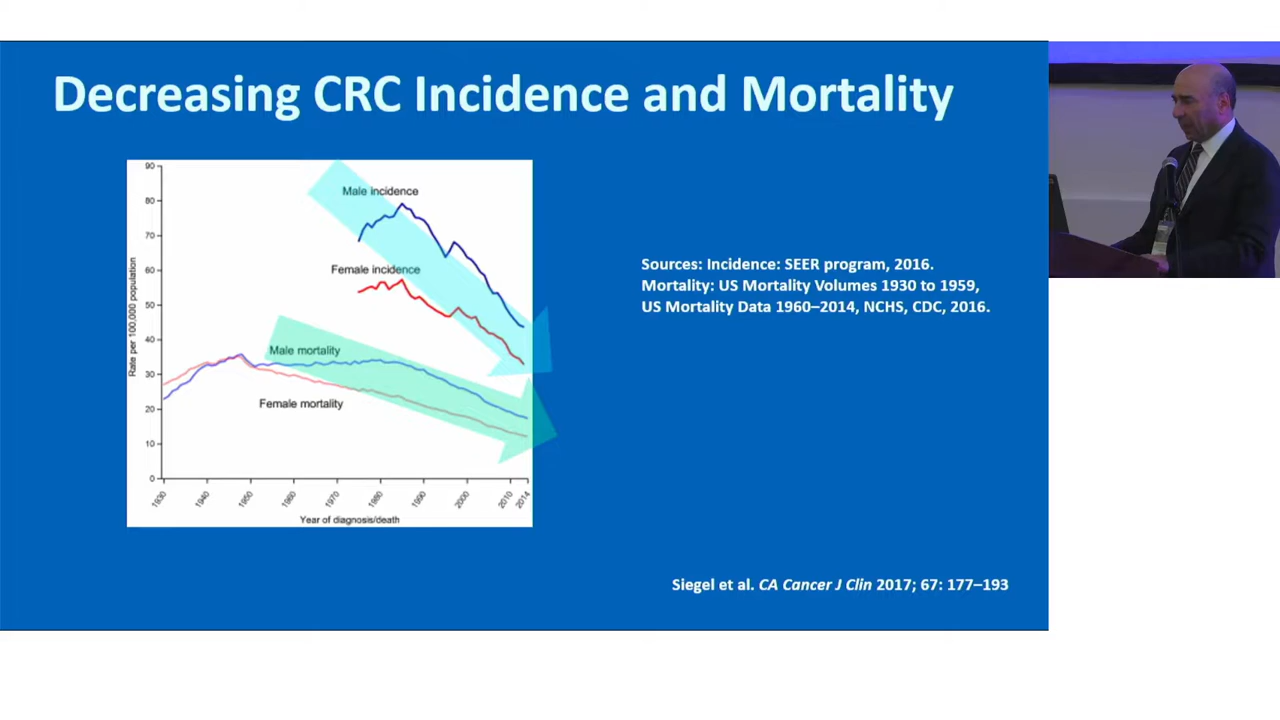 Decreasing CRC Incidence and Mortality
90
80
70
60
50
40
30
20
10
0
Rate per 100,000 population
Male incidence
Female incidence
Male mortality
Female mortality
1930
1940
1950
1960
1970
1980
1990
2000
2010
2014
Year of diagnosis/death
Sources: Incidence: SEER program, 2016.
Mortality: US Mortality Volumes 1930 to 1959,
US Mortality Data 1960–2014, NCHS, CDC, 2016.
Siegel et al. CA Cancer J Clin 2017; 67: 177–193